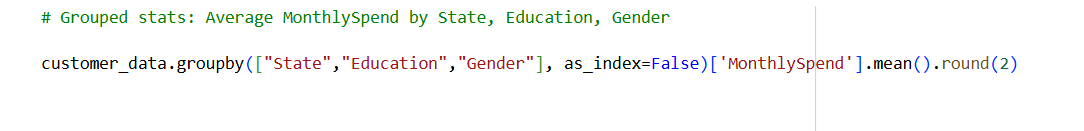 # Grouped stats: Average MonthlySpend by State, Education, Gender
customer_data.groupby(["State","Education","Gender"], as_index=False)['MonthlySpend'].mean().round(2)